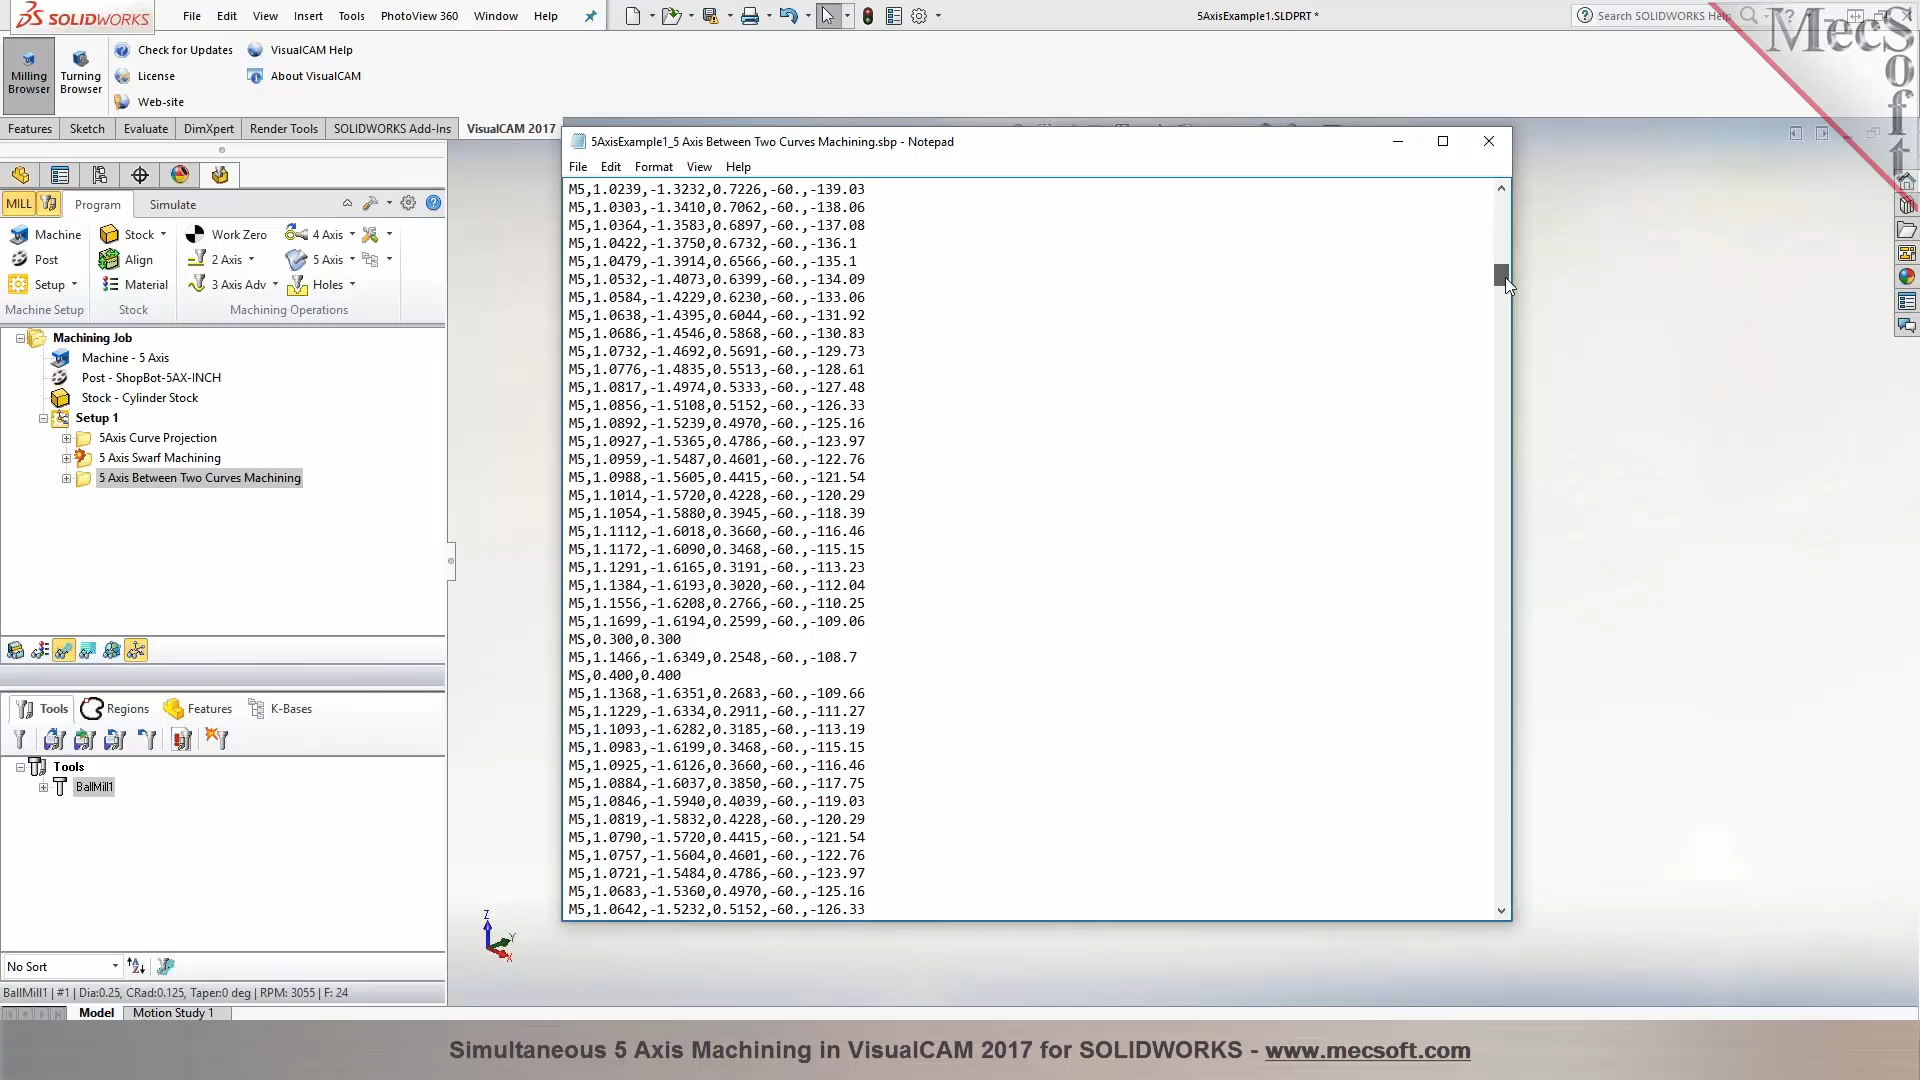 SOLIDWORKS
File Edit View Insert Tools PhotoView 360 Window Help
5AxisExample1.SLDPRT *
Search SOLIDWORKS Help
MecSoft
Milling Browser
Turning Browser
Check for Updates
License
Web-site
VisualCAM Help
About VisualCAM
Features Sketch Evaluate DimXpert Render Tools SOLIDWORKS Add-Ins VisualCAM 2017
MILL Program Simulate
Machine Stock Work Zero 4 Axis
Post Align 2 Axis 5 Axis
Setup Material 3 Axis Adv Holes
Machine Setup Stock Machining Operations
Machining Job
Machine - 5 Axis
Post - ShopBot-5AX-INCH
Stock - Cylinder Stock
Setup 1
5Axis Curve Projection
5 Axis Swarf Machining
5 Axis Between Two Curves Machining
Tools Regions Features K-Bases
Tools
BallMill1
No Sort
BallMill1 | #1 | Dia:0.25, CRad:0.125, Taper:0 deg | RPM: 3055 | F: 24
Model Motion Study 1
5AxisExample1_5 Axis Between Two Curves Machining.sbp - Notepad
File Edit Format View Help
M5,1.0239,-1.3232,0.7226,-60.,-139.03
M5,1.0303,-1.3410,0.7062,-60.,-138.06
M5,1.0364,-1.3583,0.6897,-60.,-137.08
M5,1.0422,-1.3750,0.6732,-60.,-136.1
M5,1.0479,-1.3914,0.6566,-60.,-135.1
M5,1.0532,-1.4073,0.6399,-60.,-134.09
M5,1.0584,-1.4229,0.6230,-60.,-133.06
M5,1.0638,-1.4395,0.6044,-60.,-131.92
M5,1.0686,-1.4546,0.5868,-60.,-130.83
M5,1.0732,-1.4692,0.5691,-60.,-129.73
M5,1.0776,-1.4835,0.5513,-60.,-128.61
M5,1.0817,-1.4974,0.5333,-60.,-127.48
M5,1.0856,-1.5108,0.5152,-60.,-126.33
M5,1.0892,-1.5239,0.4970,-60.,-125.16
M5,1.0927,-1.5365,0.4786,-60.,-123.97
M5,1.0959,-1.5487,0.4601,-60.,-122.76
M5,1.0988,-1.5605,0.4415,-60.,-121.54
M5,1.1014,-1.5720,0.4228,-60.,-120.29
M5,1.1054,-1.5880,0.3945,-60.,-118.39
M5,1.1112,-1.6018,0.3660,-60.,-116.46
M5,1.1172,-1.6090,0.3468,-60.,-115.15
M5,1.1291,-1.6165,0.3191,-60.,-113.23
M5,1.1384,-1.6193,0.3020,-60.,-112.04
M5,1.1556,-1.6208,0.2766,-60.,-110.25
M5,1.1699,-1.6194,0.2599,-60.,-109.06
MS,0.300,0.300
M5,1.1466,-1.6349,0.2548,-60.,-108.7
MS,0.400,0.400
M5,1.1368,-1.6351,0.2683,-60.,-109.66
M5,1.1229,-1.6334,0.2911,-60.,-111.27
M5,1.1093,-1.6282,0.3185,-60.,-113.19
M5,1.0983,-1.6199,0.3468,-60.,-115.15
M5,1.0925,-1.6126,0.3660,-60.,-116.46
M5,1.0884,-1.6037,0.3850,-60.,-117.75
M5,1.0846,-1.5940,0.4039,-60.,-119.03
M5,1.0819,-1.5832,0.4228,-60.,-120.29
M5,1.0790,-1.5720,0.4415,-60.,-121.54
M5,1.0757,-1.5604,0.4601,-60.,-122.76
M5,1.0721,-1.5484,0.4786,-60.,-123.97
M5,1.0683,-1.5360,0.4970,-60.,-125.16
M5,1.0642,-1.5232,0.5152,-60.,-126.33
Z
Y
X
Simultaneous 5 Axis Machining in VisualCAM 2017 for SOLIDWORKS - www.mecsoft.com